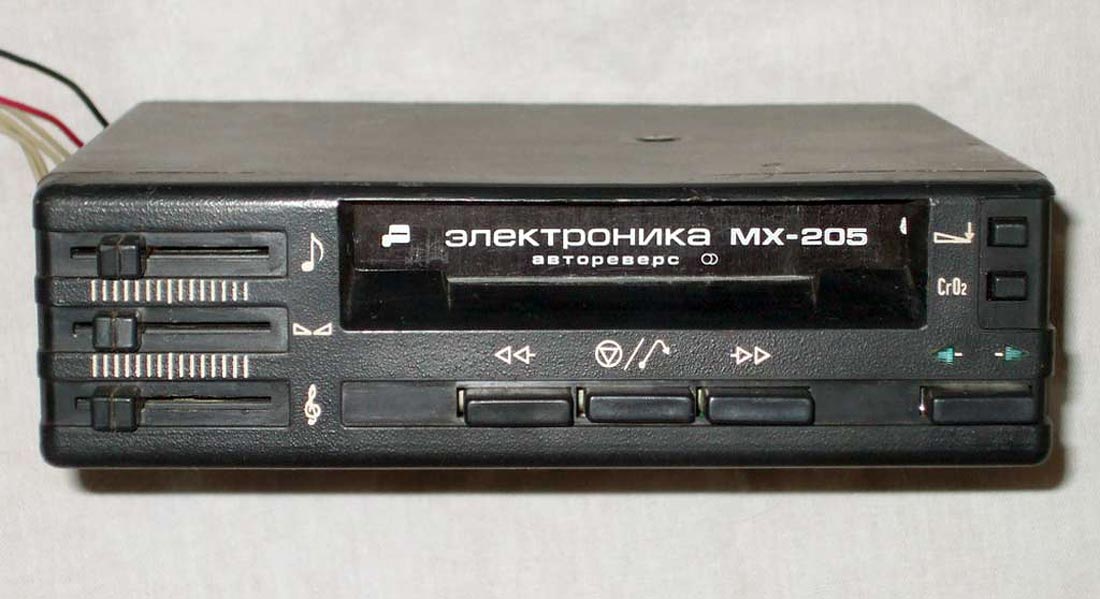 электроника МХ-205
автореверс
CrO₂